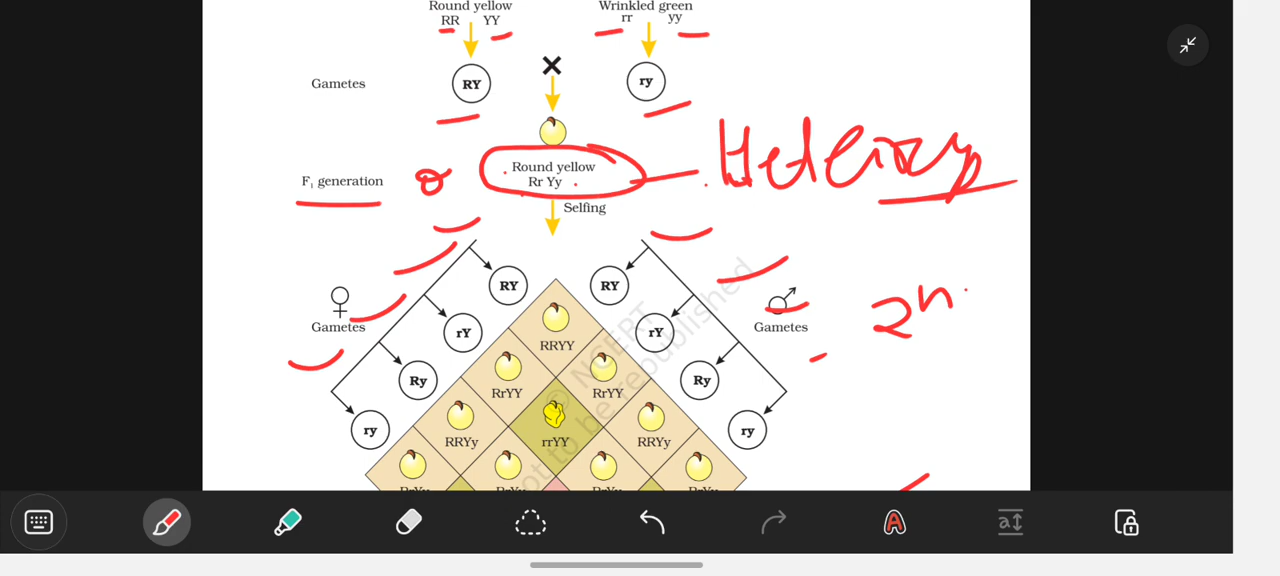 Round yellow
RR YY
Wrinkled green
rr yy
Gametes
RY
ry
F1 generation
Round yellow
Rr Yy
Selfing
RY
RY
♀
Gametes
rY
rY
♂
Gametes
2n
RRYY
Ry
RrYY
RrYY
Ry
ry
RRYy
rrYY
RRYy
ry
© NCERT
not to be republished
A
a